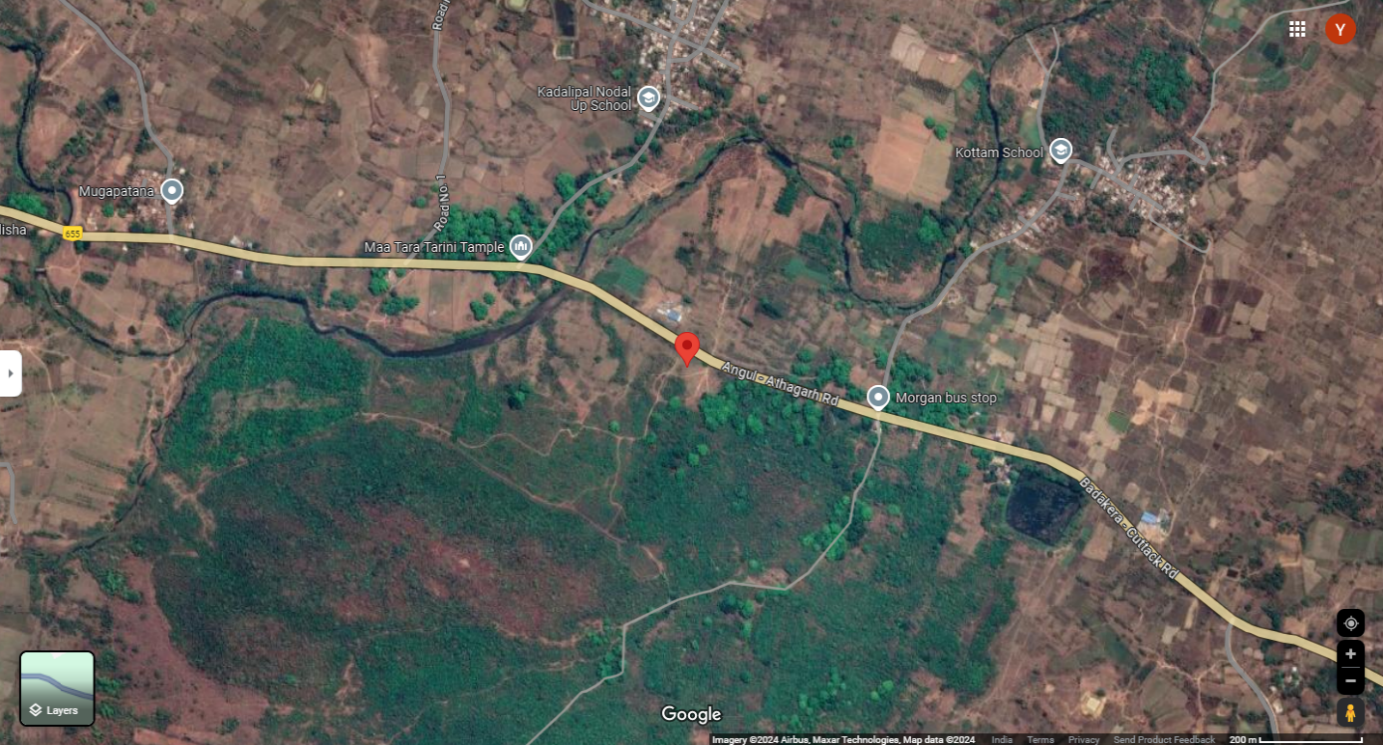 Road N
Y
Kadalipal Nodal
Up School
Kottam School
Mugapatana
Road No. 1
lisha
655
Maa Tara Tarini Tample
Angul - Athagarh Rd
Morgan bus stop
Badakera - Cuttack Rd
Layers
Google
Imagery ©2024 Airbus, Maxar Technologies, Map data ©2024
India
Terms
Privacy
Send Product Feedback
200 m